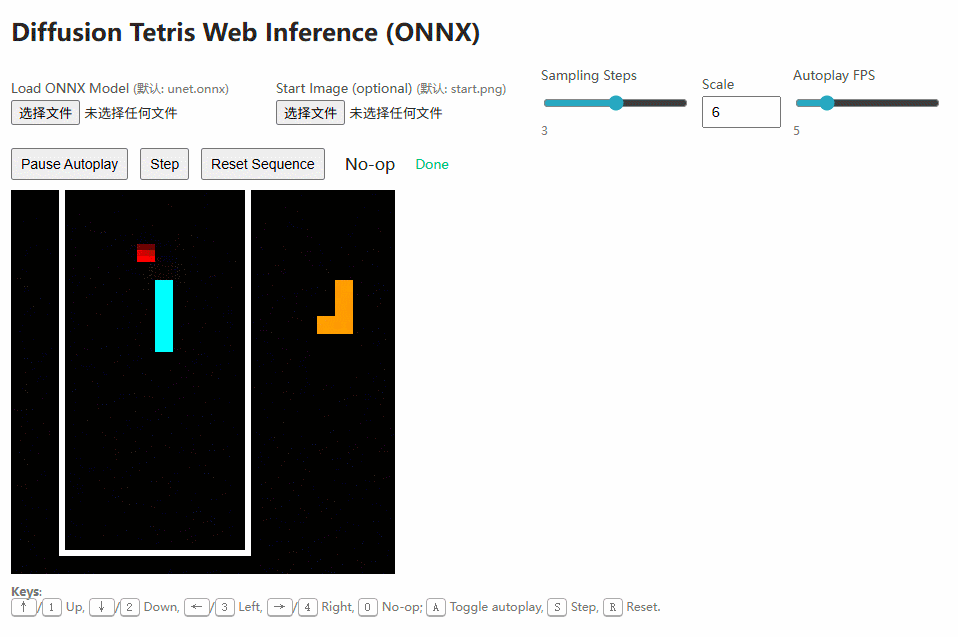 Diffusion Tetris Web Inference (ONNX)
Load ONNX Model (默认: unet.onnx)
选择文件 未选择任何文件
Start Image (optional) (默认: start.png)
选择文件 未选择任何文件
Sampling Steps
3
Scale
6
Autoplay FPS
5
Pause Autoplay Step Reset Sequence No-op Done
Keys:
↑/1 Up, ↓/2 Down, ←/3 Left, →/4 Right, 0 No-op; A Toggle autoplay, S Step, R Reset.